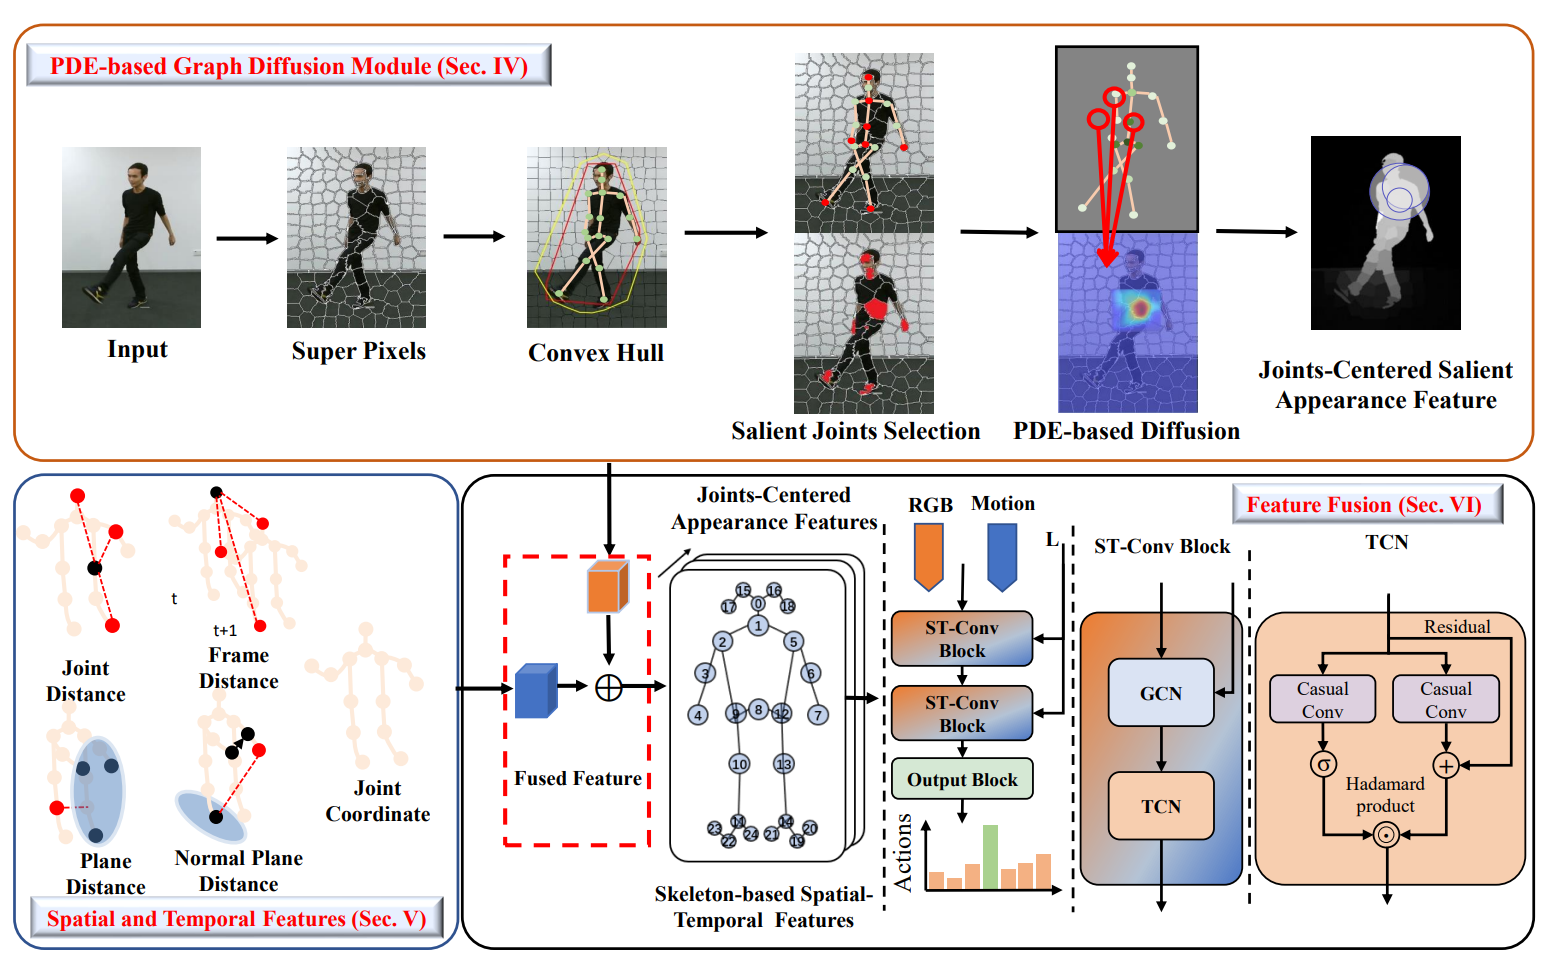 PDE-based Graph Diffusion Module (Sec. IV)
Input
Super Pixels
Convex Hull
Salient Joints Selection
PDE-based Diffusion
Joints-Centered Salient
Appearance Feature
Joint
Distance
t
t+1
Frame
Distance
Joint
Coordinate
Plane
Distance
Normal Plane
Distance
Spatial and Temporal Features (Sec. V)
Fused Feature
Joints-Centered
Appearance Features
15
16
17
0
18
1
2
5
3
6
4
9
8
12
7
10
13
11
14
23
24
22
21
20
19
Skeleton-based Spatial-
Temporal Features
RGB
Motion
L
ST-Conv
Block
ST-Conv
Block
Output Block
Actions
ST-Conv Block
GCN
TCN
Feature Fusion (Sec. VI)
TCN
Residual
Casual
Conv
Casual
Conv
σ
+
Hadamard
product